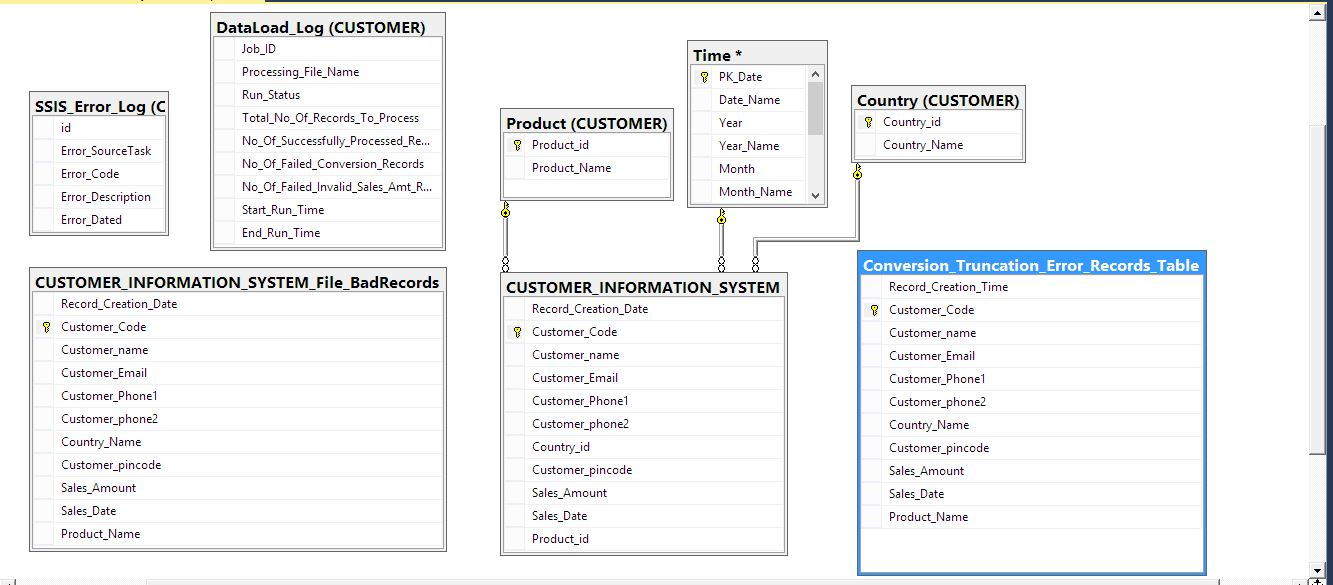 DataLoad_Log (CUSTOMER)
Job_ID
Processing_File_Name
Run_Status
Total_No_Of_Records_To_Process
No_Of_Successfully_Processed_Re...
No_Of_Failed_Conversion_Records
No_Of_Failed_Invalid_Sales_Amt_R...
Start_Run_Time
End_Run_Time
SSIS_Error_Log (C
id
Error_SourceTask
Error_Code
Error_Description
Error_Dated
Product (CUSTOMER)
Product_id
Product_Name
Time *
PK_Date
Date_Name
Year
Year_Name
Month
Month_Name
Country (CUSTOMER)
Country_id
Country_Name
CUSTOMER_INFORMATION_SYSTEM_File_BadRecords
Record_Creation_Date
Customer_Code
Customer_name
Customer_Email
Customer_Phone1
Customer_phone2
Country_Name
Customer_pincode
Sales_Amount
Sales_Date
Product_Name
CUSTOMER_INFORMATION_SYSTEM
Record_Creation_Date
Customer_Code
Customer_name
Customer_Email
Customer_Phone1
Customer_phone2
Country_id
Customer_pincode
Sales_Amount
Sales_Date
Product_id
Conversion_Truncation_Error_Records_Table
Record_Creation_Time
Customer_Code
Customer_name
Customer_Email
Customer_Phone1
Customer_phone2
Country_Name
Customer_pincode
Sales_Amount
Sales_Date
Product_Name